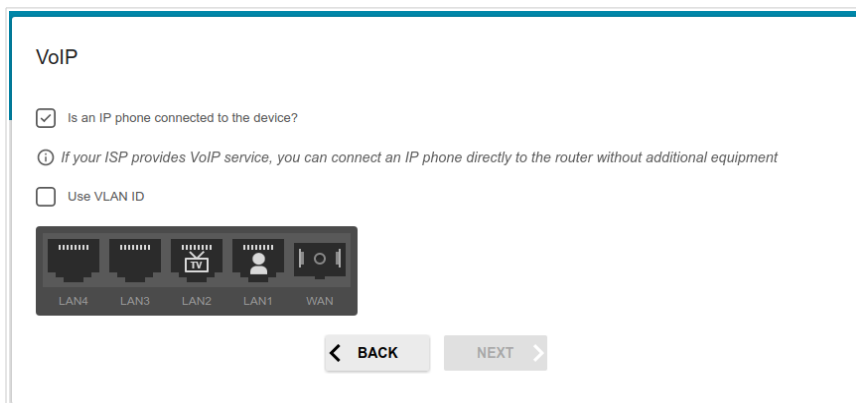 VoIP
Is an IP phone connected to the device?
If your ISP provides VoIP service, you can connect an IP phone directly to the router without additional equipment
Use VLAN ID
TV
LAN4 LAN3 LAN2 LAN1 WAN
BACK NEXT